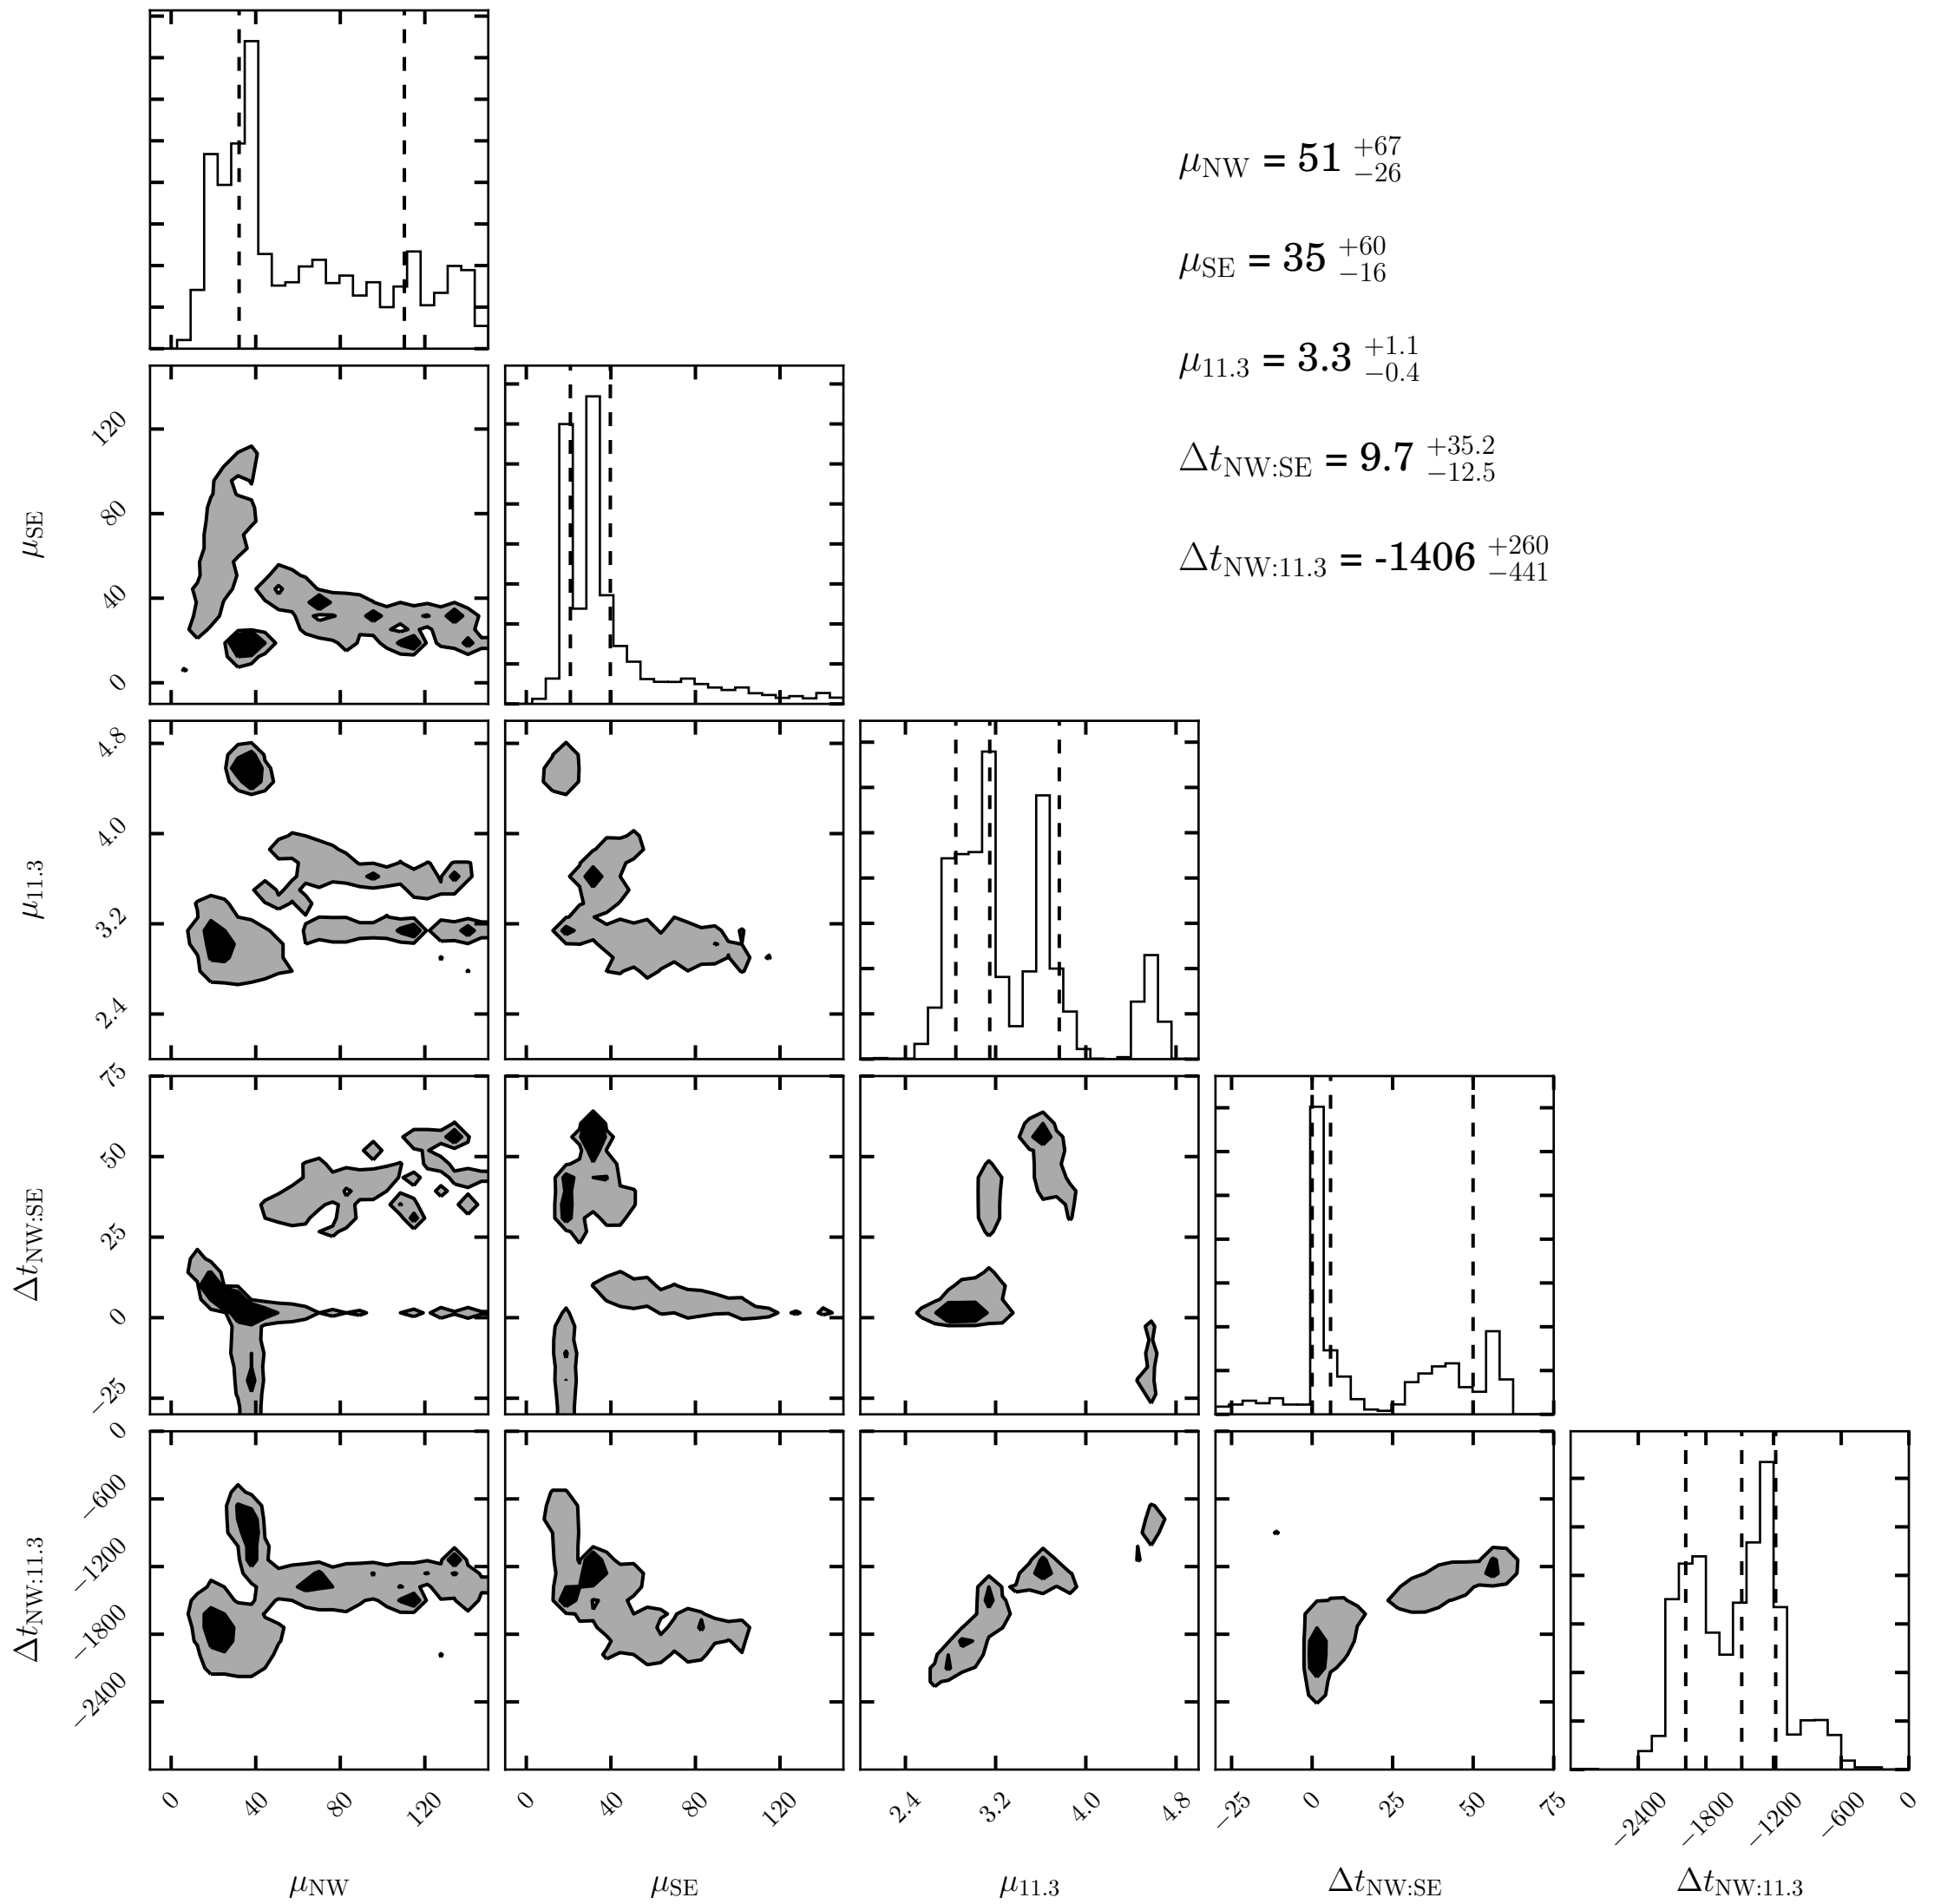 μNW = 51 +67 −26
μSE = 35 +60 −16
μ11.3 = 3.3 +1.1 −0.4
ΔtNW:SE = 9.7 +35.2 −12.5
ΔtNW:11.3 = -1406 +260 −441
μSE
120
80
40
0
μ11.3
4.8
4.0
3.2
2.4
ΔtNW:SE
75
50
25
0
−25
ΔtNW:11.3
0
−600
−1200
−1800
−2400
0 40 80 120
0 40 80 120
2.4 3.2 4.0 4.8
−25 0 25 50 75
−2400 −1800 −1200 −600 0
μNW
μSE
μ11.3
ΔtNW:SE
ΔtNW:11.3